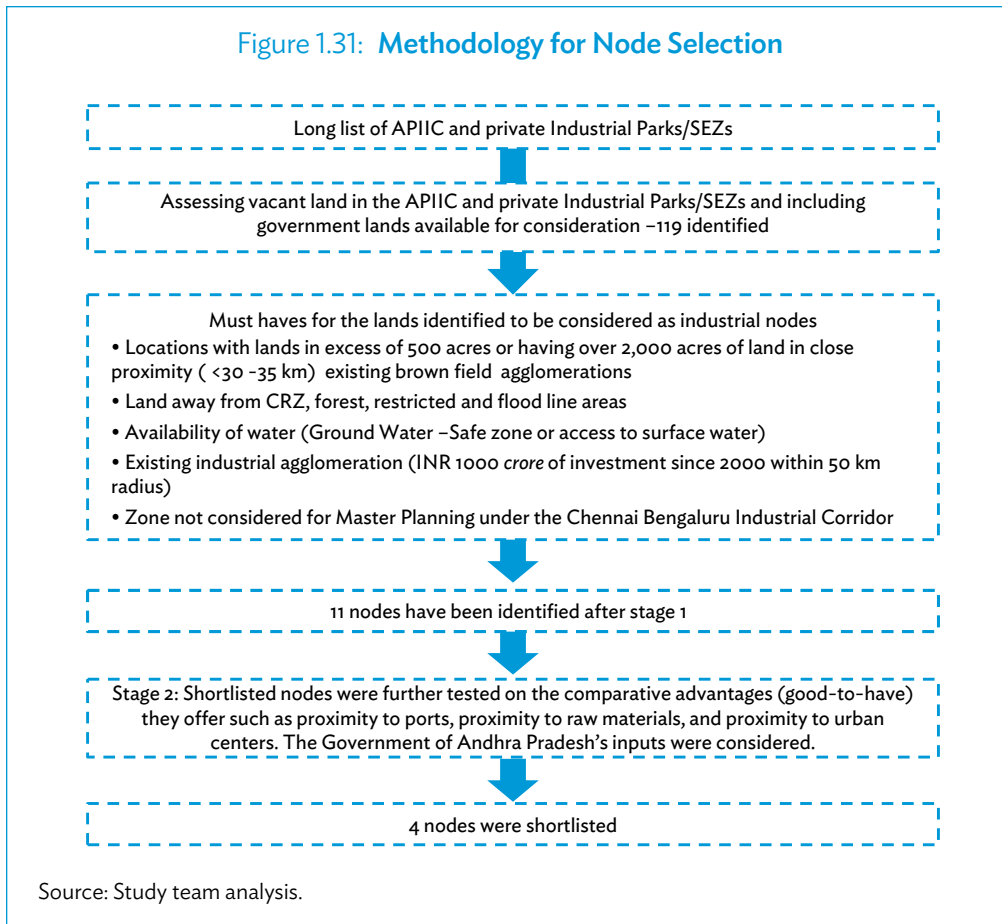 Figure 1.31: Methodology for Node Selection
Long list of APIIC and private Industrial Parks/SEZs
Assessing vacant land in the APIIC and private Industrial Parks/SEZs and including
government lands available for consideration –119 identified
Must haves for the lands identified to be considered as industrial nodes
• Locations with lands in excess of 500 acres or having over 2,000 acres of land in close
proximity ( <30 -35 km) existing brown field agglomerations
• Land away from CRZ, forest, restricted and flood line areas
• Availability of water (Ground Water –Safe zone or access to surface water)
• Existing industrial agglomeration (INR 1000 crore of investment since 2000 within 50 km
radius)
• Zone not considered for Master Planning under the Chennai Bengaluru Industrial Corridor
11 nodes have been identified after stage 1
Stage 2: Shortlisted nodes were further tested on the comparative advantages (good-to-have)
they offer such as proximity to ports, proximity to raw materials, and proximity to urban
centers. The Government of Andhra Pradesh's inputs were considered.
4 nodes were shortlisted
Source: Study team analysis.